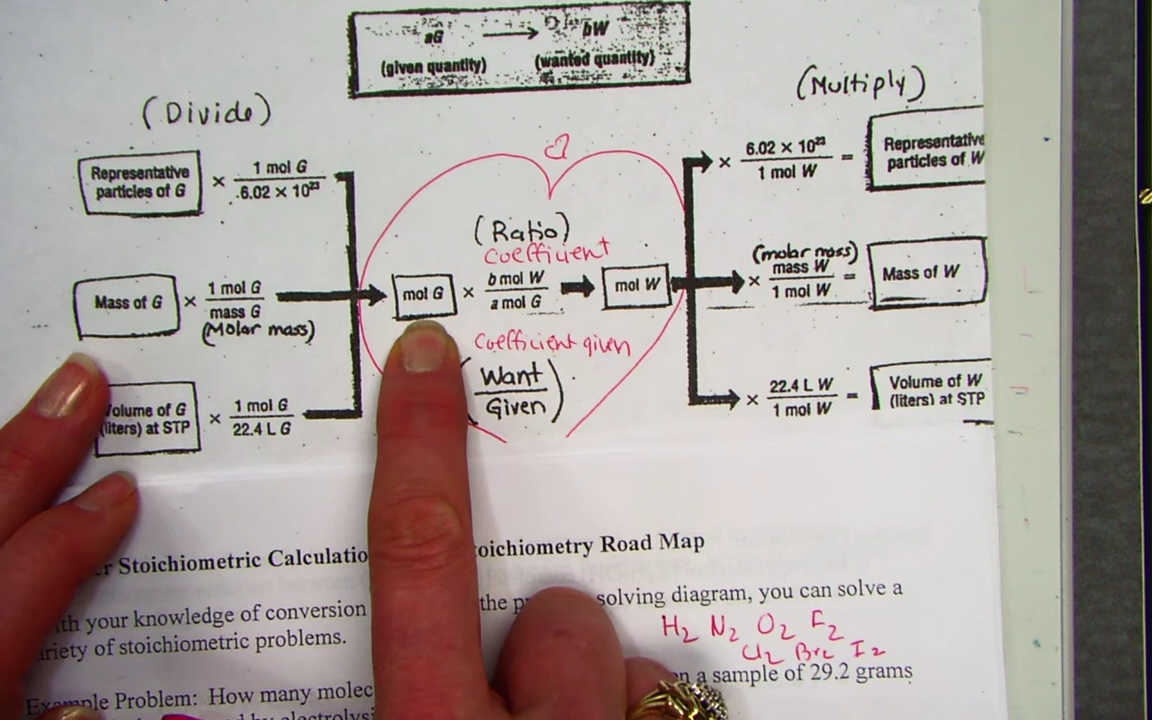 aG → bW
(given quantity) (wanted quantity)
(Divide)
(Multiply)
Representative particles of G × 1 mol G / 6.02 × 10²³
× 6.02 × 10²³ / 1 mol W = Representative particles of W
(Ratio)
coefficient
Mass of G × 1 mol G / mass G
(Molar mass)
mol G × b mol W / a mol G → mol W
(molar mass)
× mass W / 1 mol W = Mass of W
coefficient given
(Want / Given)
Volume of G (liters) at STP × 1 mol G / 22.4 L G
× 22.4 L W / 1 mol W = Volume of W (liters) at STP
Stoichiometric Calculatio Road Map
your knowledge of conversion the solving diagram, you can solve a
H₂ N₂ O₂ F₂
Cl₂ Br₂ I₂
of stoichiometric problems.
Example Problem: How many a sample of 29.2 grams
by